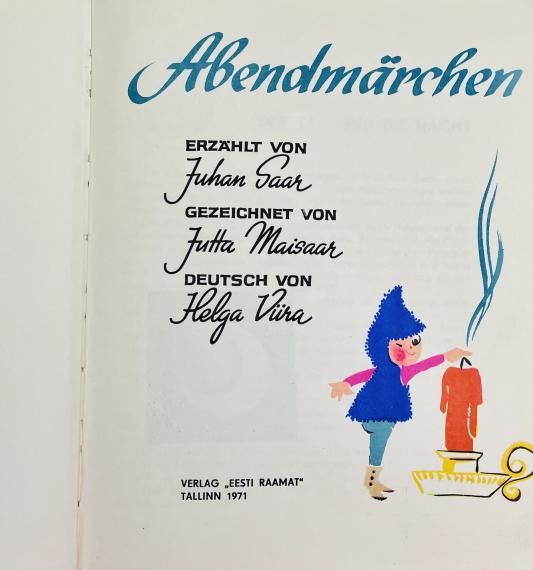 Abendmärchen
ERZÄHLT VON
Juhan Saar
GEZEICHNET VON
Jutta Maisaar
DEUTSCH VON
Helga Viira
VERLAG „EESTI RAAMAT"
TALLINN 1971